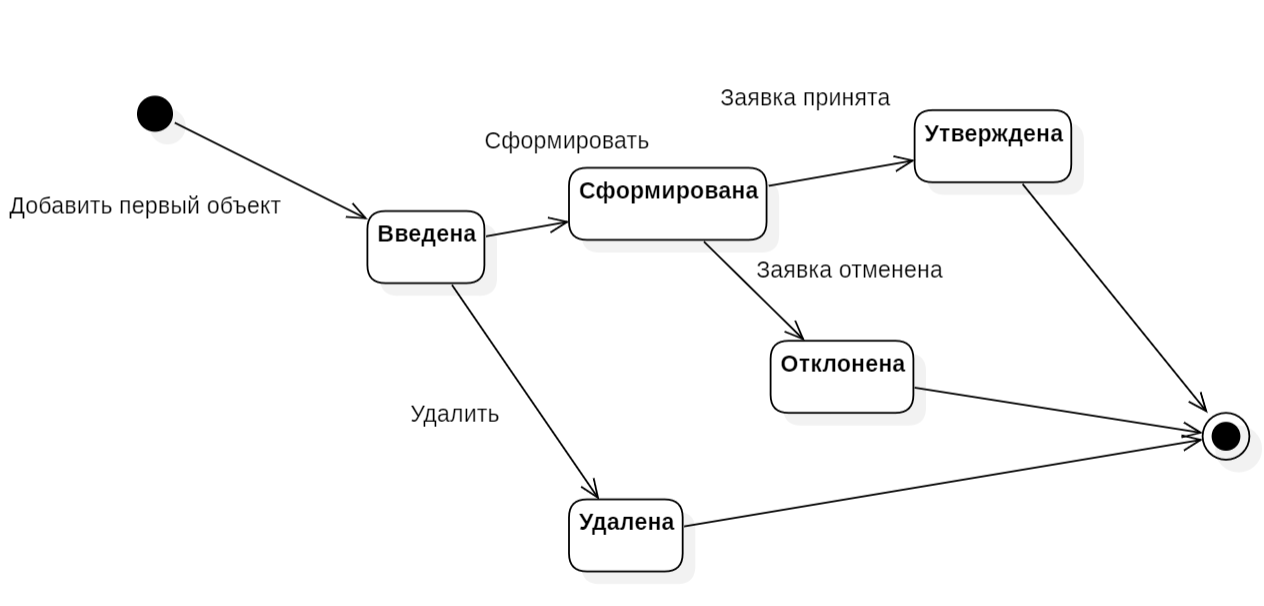 Заявка принята
Утверждена
Сформировать
Сформирована
Добавить первый объект
Введена
Заявка отменена
Отклонена
Удалить
Удалена